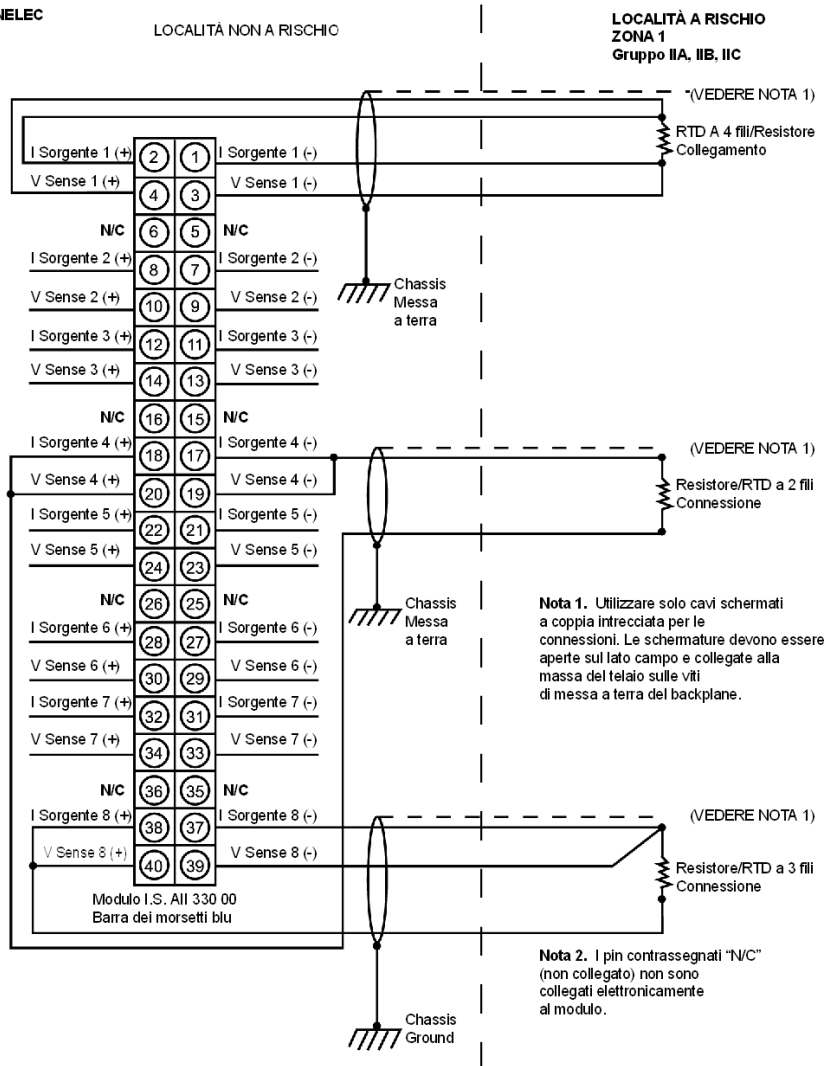 NELEC
LOCALITÀ NON A RISCHIO
LOCALITÀ A RISCHIO
ZONA 1
Gruppo IIA, IIB, IIC
(VEDERE NOTA 1)
RTD A 4 fili/Resistore
Collegamento
I Sorgente 1 (+) 2 1 I Sorgente 1 (-)
V Sense 1 (+) 4 3 V Sense 1 (-)
N/C 6 5 N/C
I Sorgente 2 (+) 8 7 I Sorgente 2 (-)
V Sense 2 (+) 10 9 V Sense 2 (-)
I Sorgente 3 (+) 12 11 I Sorgente 3 (-)
V Sense 3 (+) 14 13 V Sense 3 (-)
Chassis
Messa
a terra
N/C 16 15 N/C
I Sorgente 4 (+) 18 17 I Sorgente 4 (-)
V Sense 4 (+) 20 19 V Sense 4 (-)
I Sorgente 5 (+) 22 21 I Sorgente 5 (-)
V Sense 5 (+) 24 23 V Sense 5 (-)
(VEDERE NOTA 1)
Resistore/RTD a 2 fili
Connessione
N/C 26 25 N/C
I Sorgente 6 (+) 28 27 I Sorgente 6 (-)
V Sense 6 (+) 30 29 V Sense 6 (-)
I Sorgente 7 (+) 32 31 I Sorgente 7 (-)
V Sense 7 (+) 34 33 V Sense 7 (-)
Chassis
Messa
a terra
Nota 1. Utilizzare solo cavi schermati
a coppia intrecciata per le
connessioni. Le schermature devono essere
aperte sul lato campo e collegate alla
massa del telaio sulle viti
di messa a terra del backplane.
N/C 36 35 N/C
I Sorgente 8 (+) 38 37 I Sorgente 8 (-)
V Sense 8 (+) 40 39 V Sense 8 (-)
(VEDERE NOTA 1)
Resistore/RTD a 3 fili
Connessione
Modulo I.S. AII 330 00
Barra dei morsetti blu
Chassis
Ground
Nota 2. I pin contrassegnati “N/C”
(non collegato) non sono
collegati elettronicamente
al modulo.